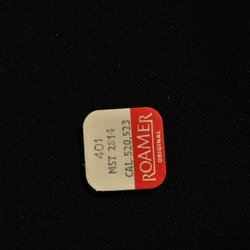 401
MST 2814
CAL.520.523
ROAMER
ORIGINAL